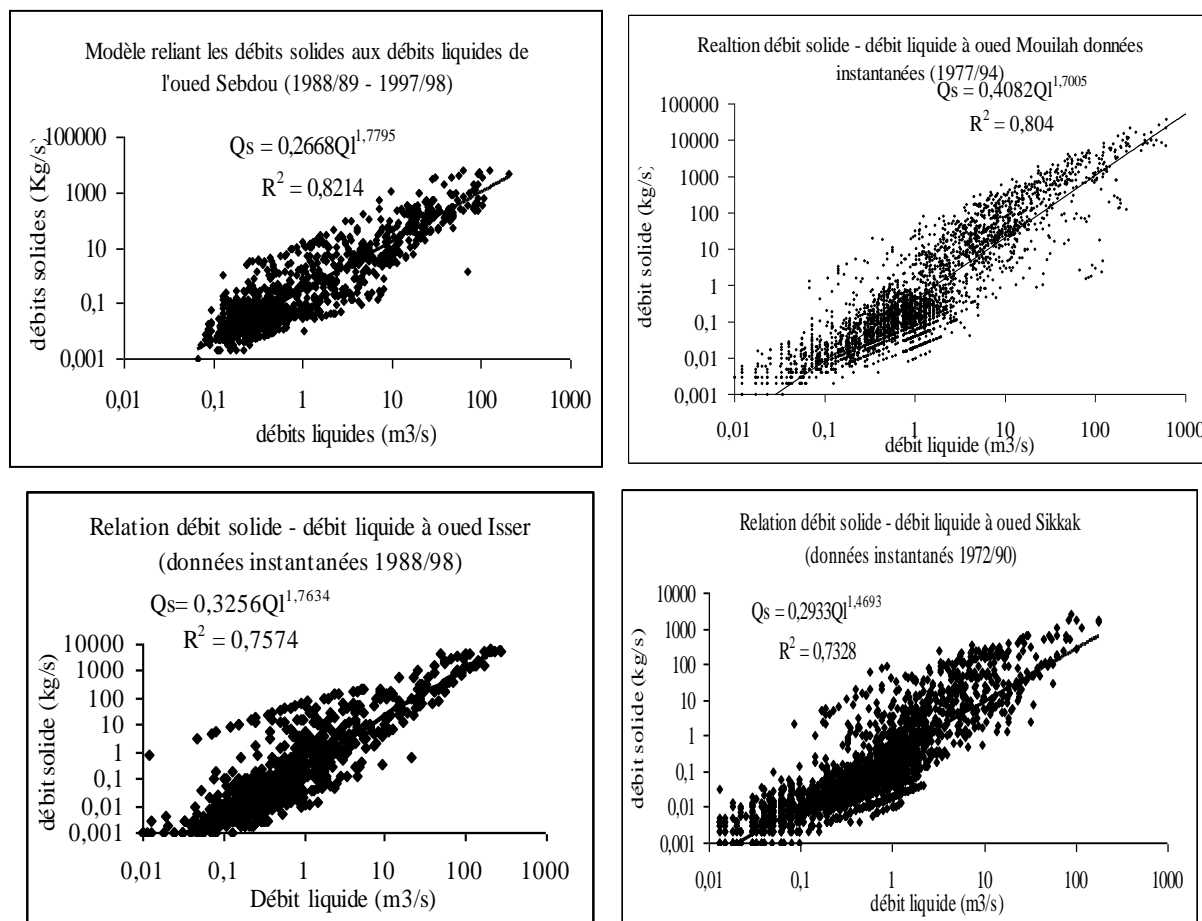 Modèle reliant les débits solides aux débits liquides de
l'oued Sebdou (1988/89 - 1997/98)
Qs = 0,2668Ql^1,7795
R² = 0,8214
débits solides (Kg/s)
100000
1000
10
0,1
0,001
0,01
0,1
1
10
100
1000
débits liquides (m3/s)
Realtion débit solide - débit liquide à oued Mouilah données
instantanées (1977/94)
Qs = 0,4082Ql^1,7005
R² = 0,804
débit solide (kg/s)
100000
10000
1000
100
10
1
0,1
0,01
0,001
0,01
0,1
1
10
100
1000
débit liquide (m3/s)
Relation débit solide - débit liquide à oued Isser
(données instantanées 1988/98)
Qs= 0,3256Ql^1,7634
R² = 0,7574
débit solide (kg/s)
10000
1000
100
10
1
0,1
0,01
0,001
0,01
0,1
1
10
100
1000
Débit liquide (m3/s)
Relation débit solide - débit liquide à oued Sikkak
(données instantanés 1972/90)
Qs = 0,2933Ql^1,4693
R² = 0,7328
débit solide (kg/s)
10000
1000
100
10
1
0,1
0,01
0,001
0,01
0,1
1
10
100
1000
débit liquide (m3/s)